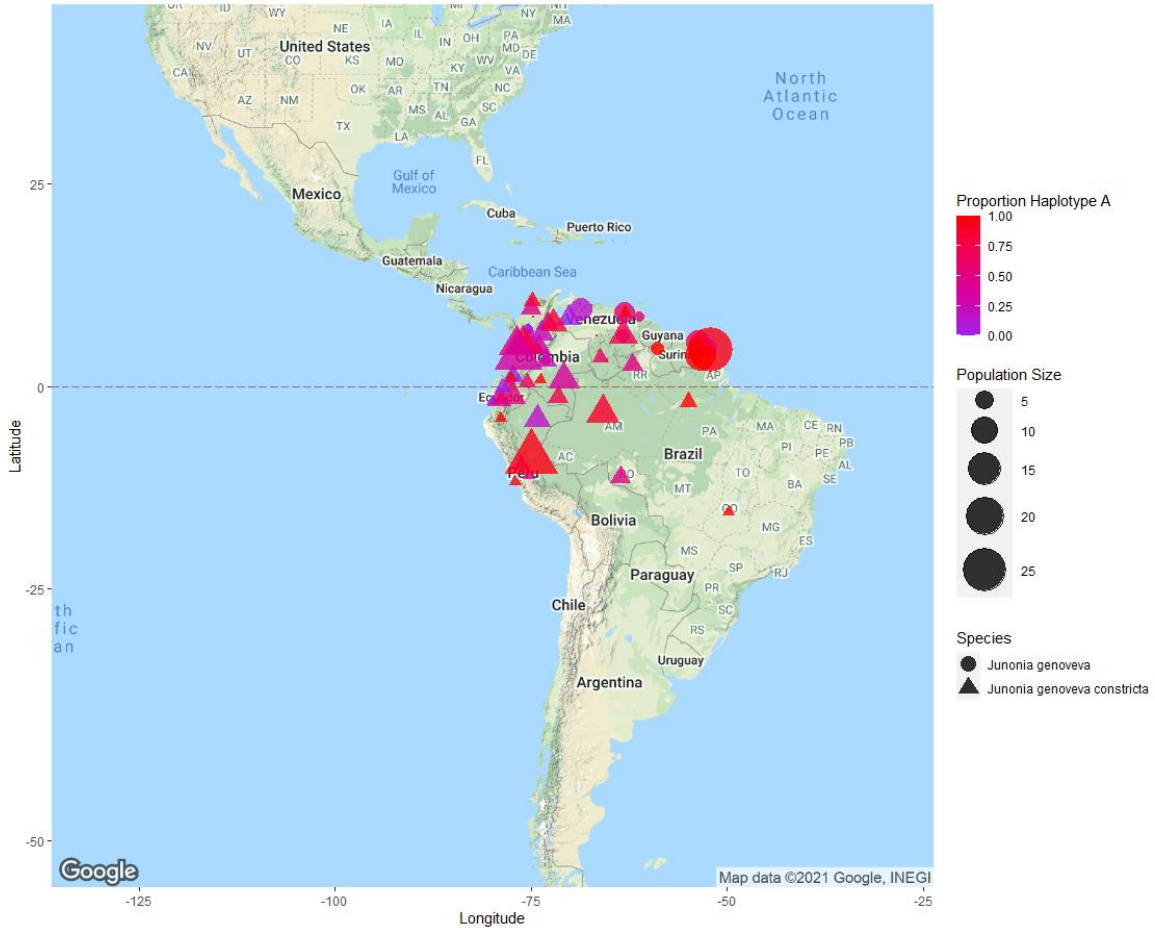 OR
ID
WY
MI
NY
NH
MA
NE
IA
IL
IN
OH
PA
MD
DE
NV
UT
CO
KS
MO
KY
WV
VA
United States
CA
AZ
NM
OK
AR
TN
NC
MS
AL
SC
GA
TX
LA
FL
North
Atlantic
Ocean
Gulf of
Mexico
Mexico
Cuba
Puerto Rico
Guatemala
Caribbean Sea
Nicaragua
Venezuela
Guyana
Colombia
Surin
RR
AP
Ecuador
AM
PA
MA
CE
RN
PB
PI
PE
AL
SE
AC
Brazil
TO
BA
Peru
RO
MT
GO
Bolivia
MG
ES
MS
SP
RJ
Paraguay
PR
SC
Chile
RS
Uruguay
Argentina
th
fic
an
Google
Map data ©2021 Google, INEGI
25
0
-25
-50
Latitude
-125
-100
-75
-50
-25
Longitude
Proportion Haplotype A
1.00
0.75
0.50
0.25
0.00
Population Size
5
10
15
20
25
Species
Junonia genoveva
Junonia genoveva constricta